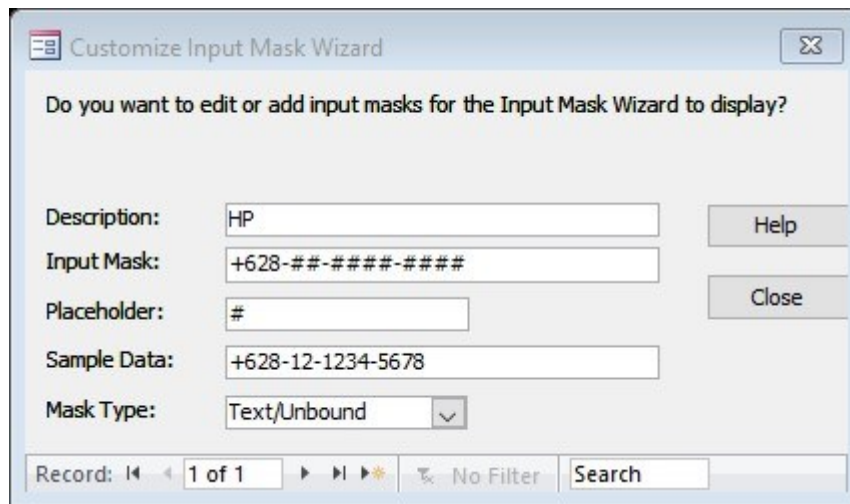 Customize Input Mask Wizard
Do you want to edit or add input masks for the Input Mask Wizard to display?
Description: HP
Help
Input Mask: +628-##-####-####
Placeholder: #
Close
Sample Data: +628-12-1234-5678
Mask Type: Text/Unbound
Record: 1 of 1 No Filter Search